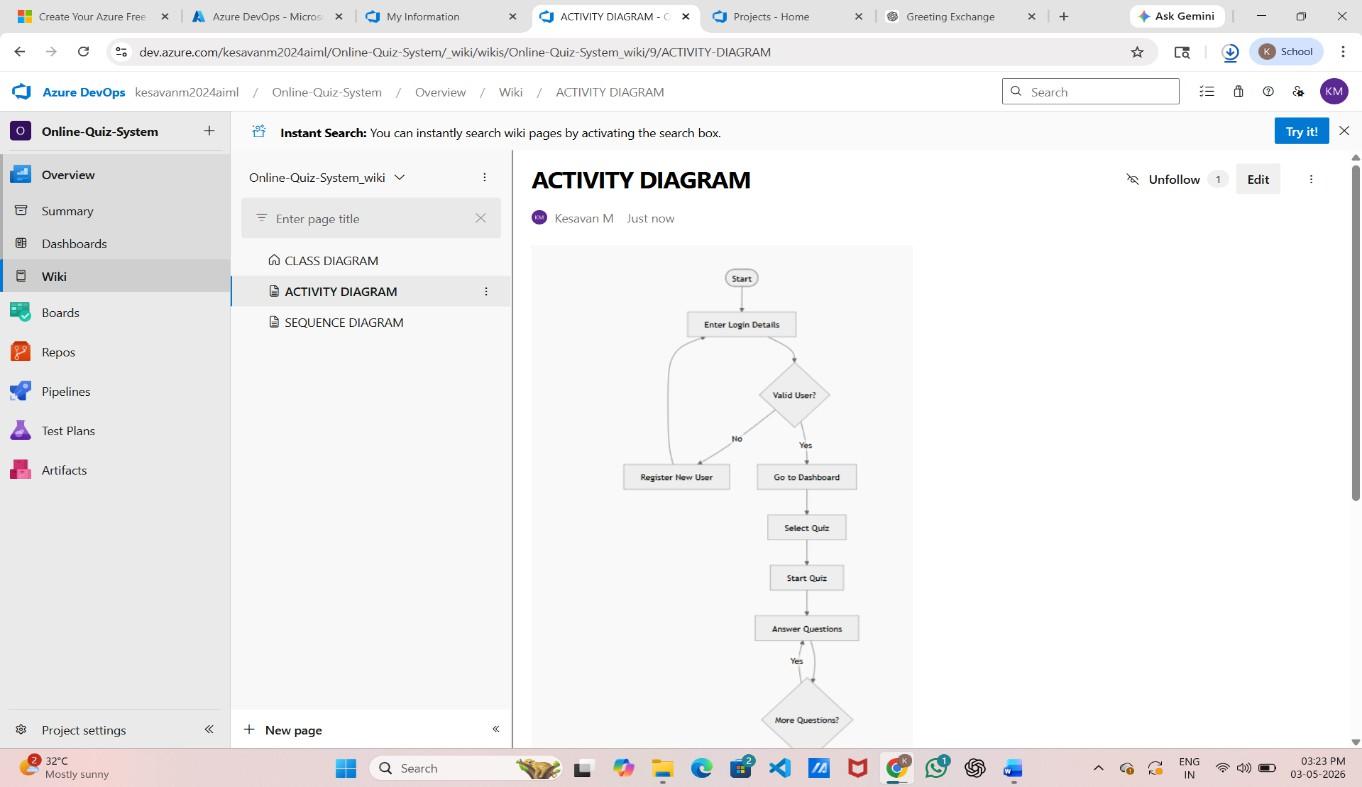 Create Your Azure Free
Azure DevOps - Micros
My Information
ACTIVITY DIAGRAM - 
Projects - Home
Greeting Exchange
Ask Gemini
dev.azure.com/kesavanm2024aiml/Online-Quiz-System/_wiki/wikis/Online-Quiz-System_wiki/9/ACTIVITY-DIAGRAM
K School
Azure DevOps kesavanm2024aiml / Online-Quiz-System / Overview / Wiki / ACTIVITY DIAGRAM
Search
KM
O Online-Quiz-System
Instant Search: You can instantly search wiki pages by activating the search box.
Try it!
Overview
Summary
Dashboards
Wiki
Boards
Repos
Pipelines
Test Plans
Artifacts
Project settings
Online-Quiz-System_wiki
Enter page title
CLASS DIAGRAM
ACTIVITY DIAGRAM
SEQUENCE DIAGRAM
New page
ACTIVITY DIAGRAM
Unfollow 1
Edit
KM Kesavan M Just now
Start
Enter Login Details
Valid User?
No
Yes
Register New User
Go to Dashboard
Select Quiz
Start Quiz
Answer Questions
Yes
More Questions?
2
32°C
Mostly sunny
Search
2
K
1
ENG
IN
03:23 PM
03-05-2026